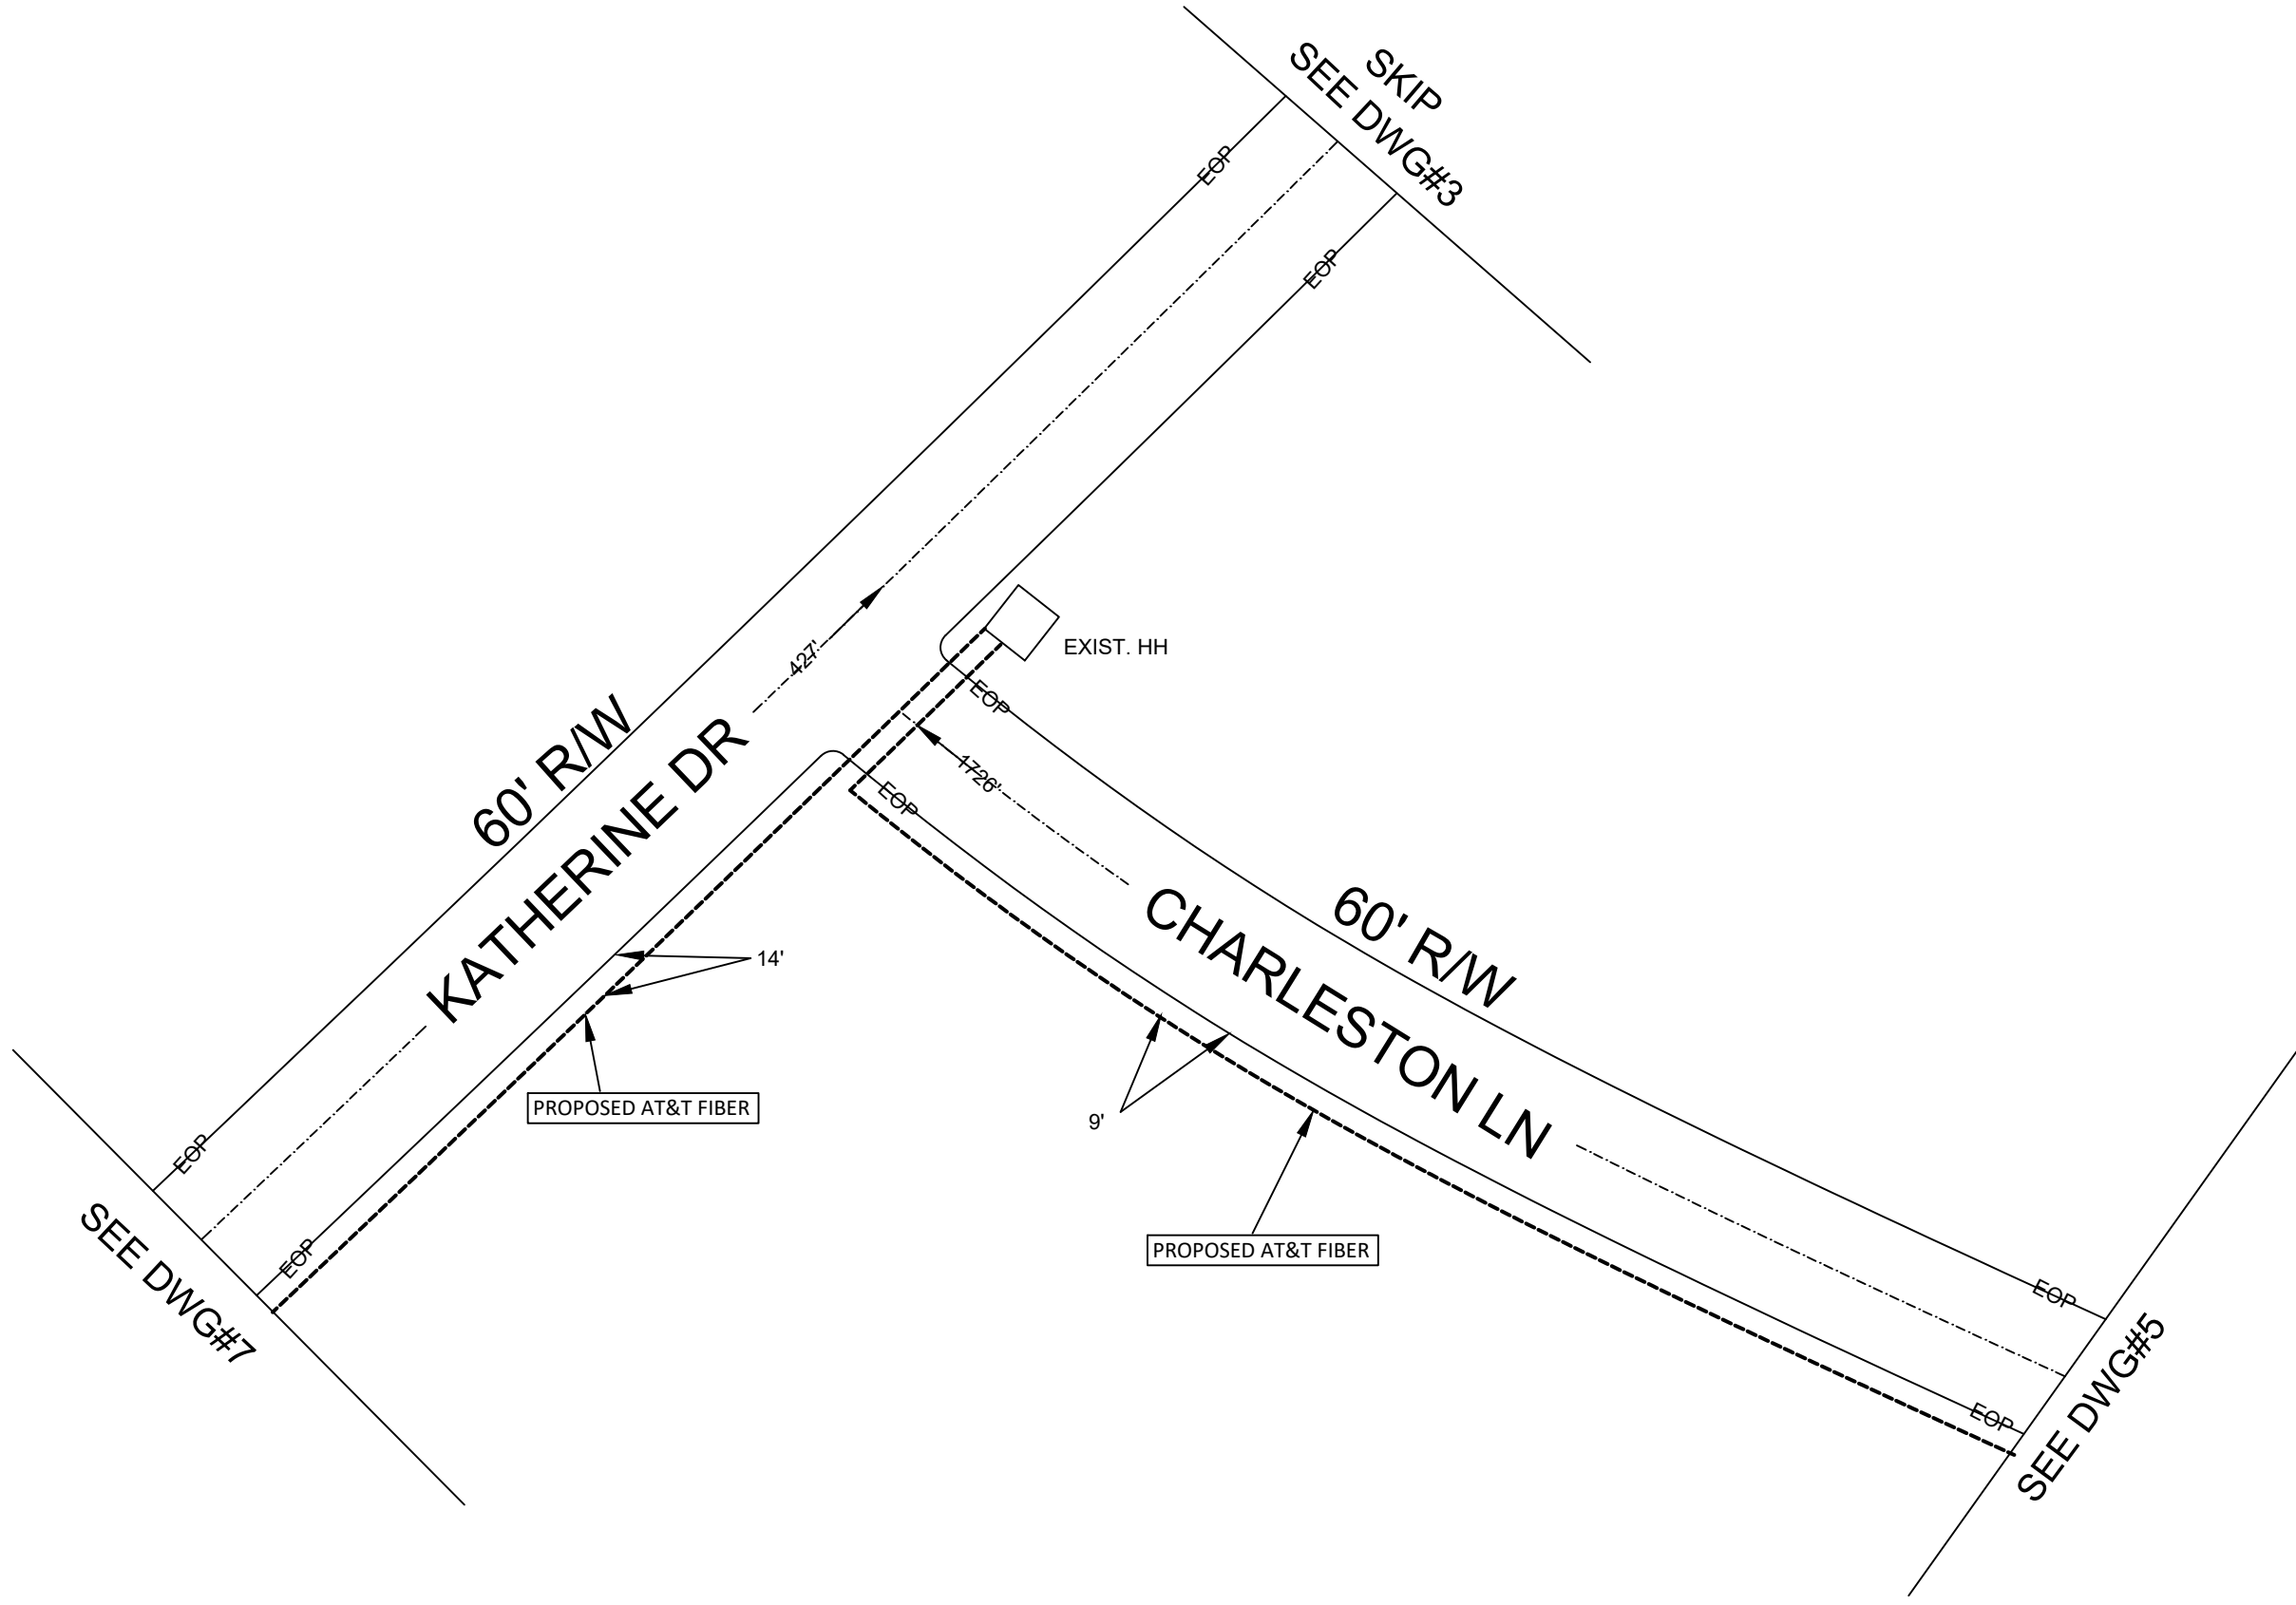 SKIP
SEE DWG#3
EOP
EOP
427'
EXIST. HH
EOP
60' R/W
KATHERINE DR
1726'
EOP
60' R/W
CHARLESTON LN
14'
PROPOSED AT&T FIBER
9'
PROPOSED AT&T FIBER
EOP
EOP
SEE DWG#7
EOP
EOP
SEE DWG#5